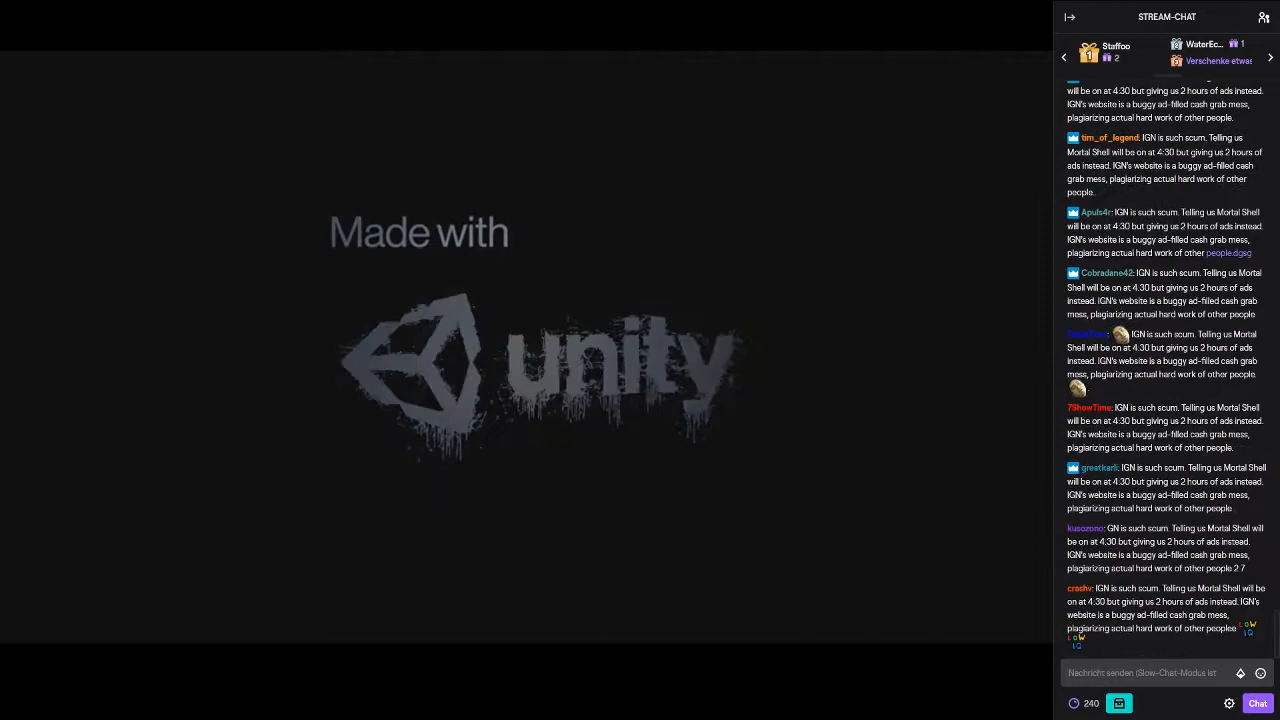 Made with
unity
STREAM-CHAT
Staffoo
2
WaterEc... 1
Verschenke etwas
will be on at 4:30 but giving us 2 hours of ads instead.
IGN's website is a buggy ad-filled cash grab mess,
plagiarizing actual hard work of other people.
tim_of_legend: IGN is such scum. Telling us
Mortal Shell will be on at 4:30 but giving us 2 hours of
ads instead. IGN's website is a buggy ad-filled cash
grab mess, plagiarizing actual hard work of other
people..
Apuls4r: IGN is such scum. Telling us Mortal Shell
will be on at 4:30 but giving us 2 hours of ads instead.
IGN's website is a buggy ad-filled cash grab mess,
plagiarizing actual hard work of other people.dgsg
Cobradane42: IGN is such scum. Telling us Mortal
Shell will be on at 4:30 but giving us 2 hours of ads
instead. IGN's website is a buggy ad-filled cash grab
mess, plagiarizing actual hard work of other people
IGN is such scum. Telling us Mortal
Shell will be on at 4:30 but giving us 2 hours of ads
instead. IGN's website is a buggy ad-filled cash grab
mess, plagiarizing actual hard work of other people.
7ShowTime: IGN is such scum. Telling us Mortal
Shell will be on at 4:30 but giving us 2 hours of ads
instead. IGN's website is a buggy ad-filled cash grab
mess, plagiarizing actual hard work of other people.
greatkarli: IGN is such scum. Telling us Mortal Shell
will be on at 4:30 but giving us 2 hours of ads instead.
IGN's website is a buggy ad-filled cash grab mess,
plagiarizing actual hard work of other people
kusozono: GN is such scum. Telling us Mortal Shell will
be on at 4:30 but giving us 2 hours of ads instead.
IGN's website is a buggy ad-filled cash grab mess,
plagiarizing actual hard work of other people 2 7
crashv: IGN is such scum. Telling us Mortal Shell will be
on at 4:30 but giving us 2 hours of ads instead. IGN's
website is a buggy ad-filled cash grab mess,
plagiarizing actual hard work of other peoplee LOW IQ
LOW IQ
Nachricht senden (Slow-Chat-Modus ist
240
Chat